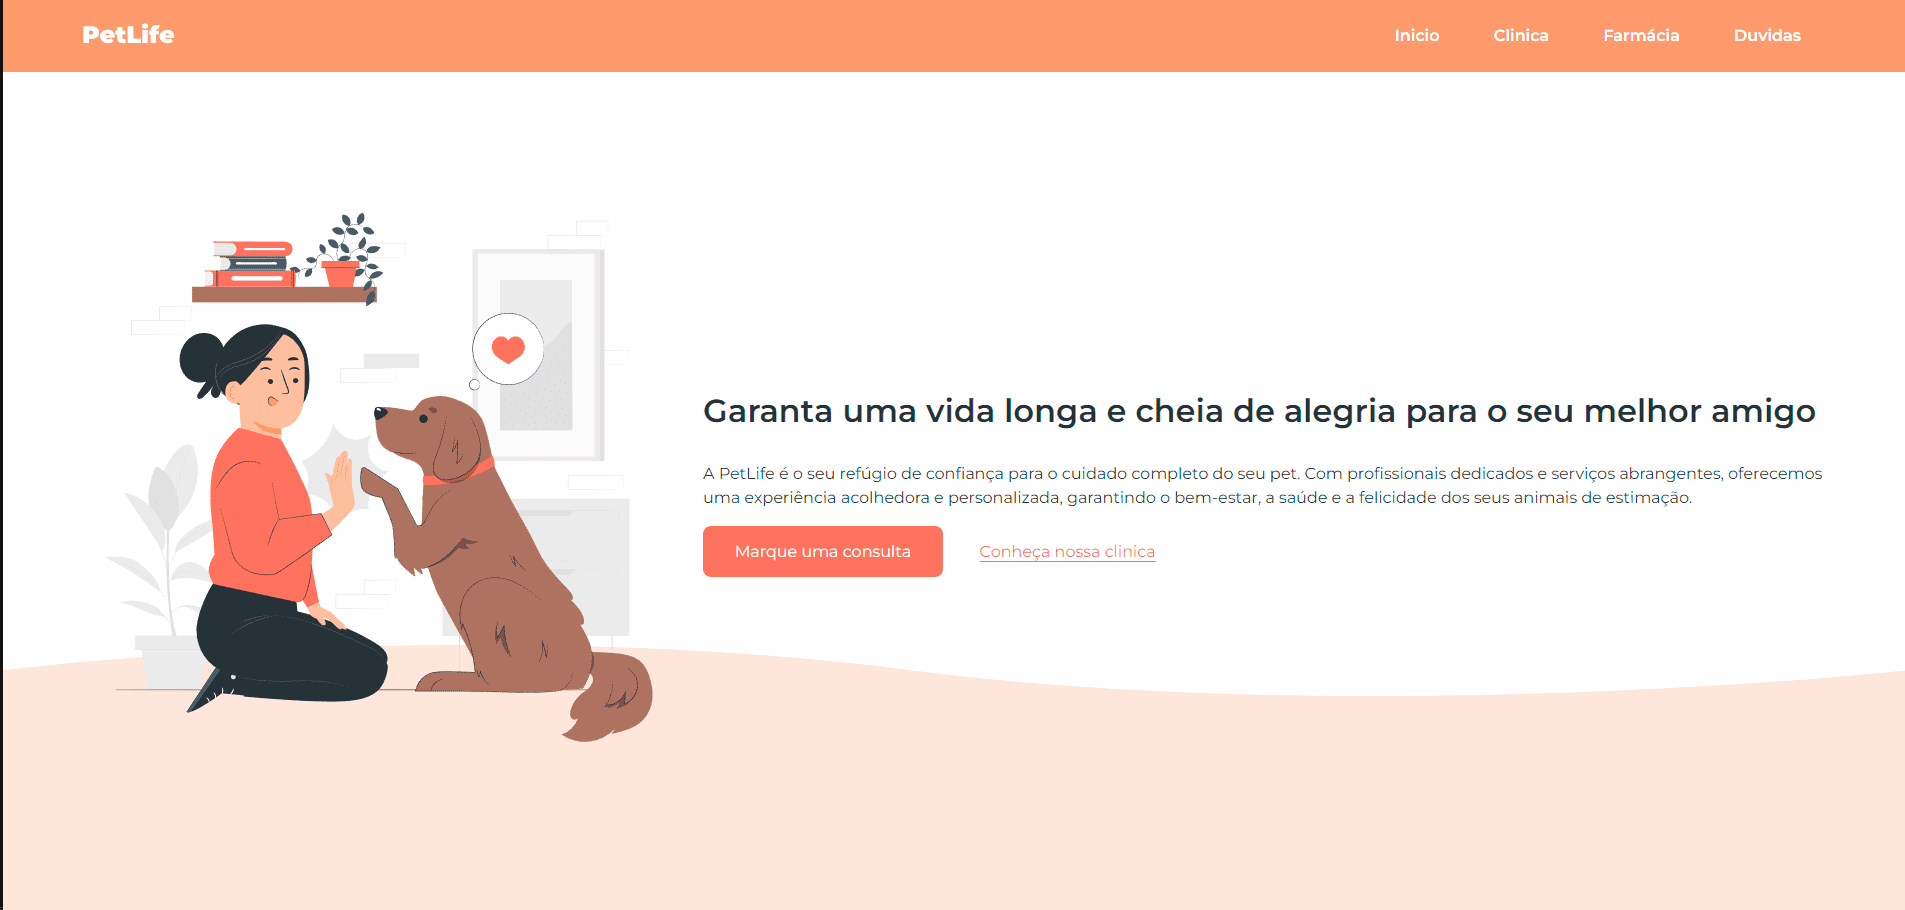 PetLife
Inicio Clinica Farmácia Duvidas
Garanta uma vida longa e cheia de alegria para o seu melhor amigo
A PetLife é o seu refúgio de confiança para o cuidado completo do seu pet. Com profissionais dedicados e serviços abrangentes, oferecemos
uma experiência acolhedora e personalizada, garantindo o bem-estar, a saúde e a felicidade dos seus animais de estimação.
Marque uma consulta
Conheça nossa clinica